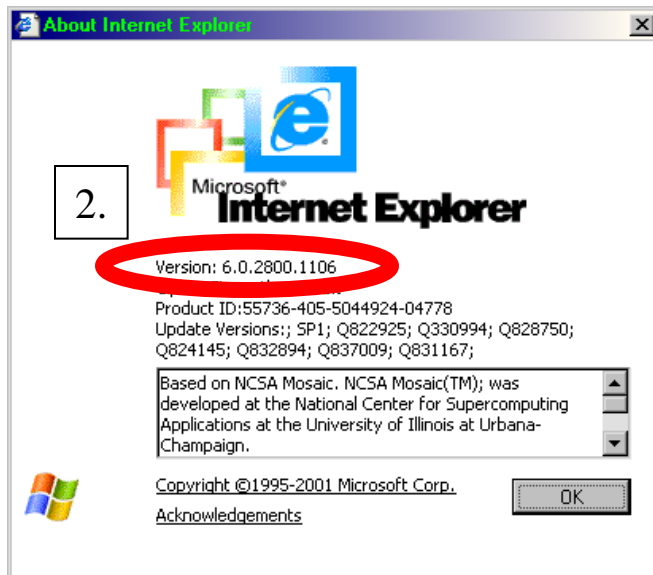 About Internet Explorer
Microsoft®
Internet Explorer
2.
Version: 6.0.2800.1106
Product ID:55736-405-5044924-04778
Update Versions:; SP1; Q822925; Q330994; Q828750;
Q824145; Q832894; Q837009; Q831167;
Based on NCSA Mosaic. NCSA Mosaic(TM); was
developed at the National Center for Supercomputing
Applications at the University of Illinois at Urbana-
Champaign.
Copyright ©1995-2001 Microsoft Corp.
OK
Acknowledgements